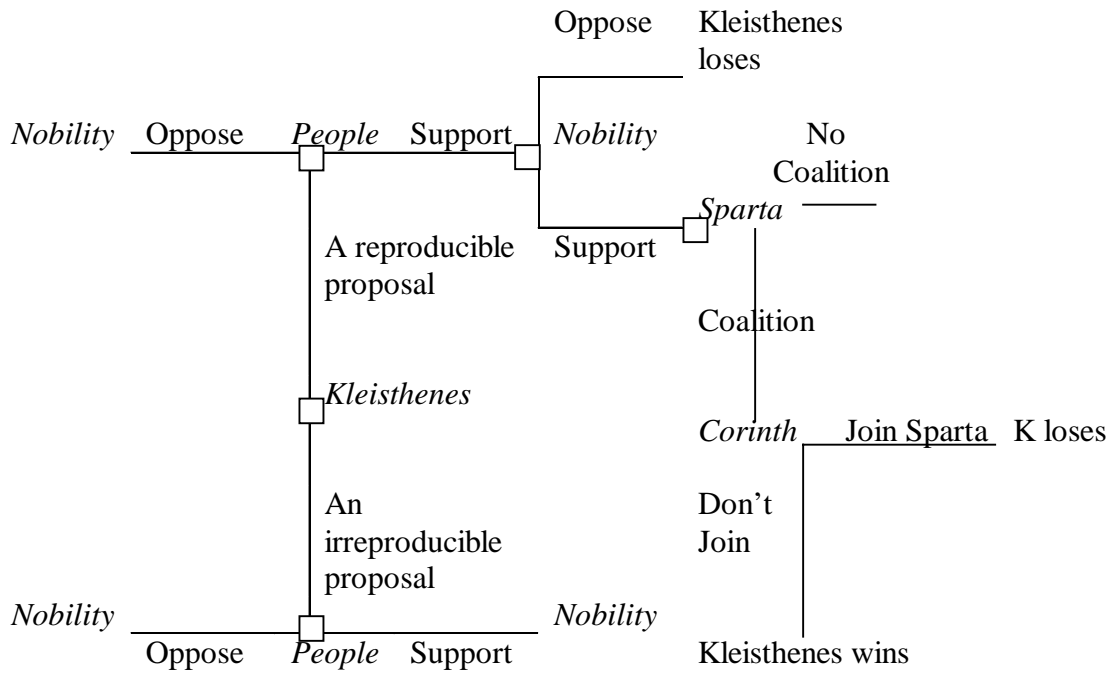 Oppose Kleisthenes
loses
Nobility Oppose People Support Nobility No
Coalition
Sparta
A reproducible
proposal
Support
Coalition
Kleisthenes
Corinth Join Sparta K loses
An
irreproducible
proposal
Don't
Join
Nobility Nobility
Oppose People Support Kleisthenes wins